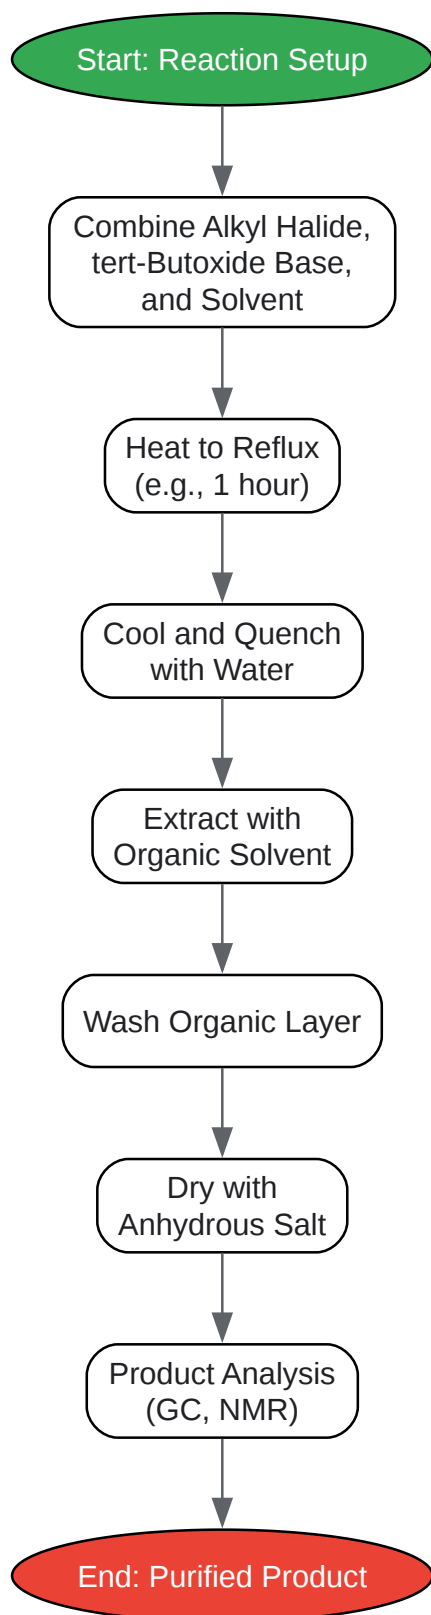 Start: Reaction Setup
Combine Alkyl Halide,
tert-Butoxide Base,
and Solvent
Heat to Reflux
(e.g., 1 hour)
Cool and Quench
with Water
Extract with
Organic Solvent
Wash Organic Layer
Dry with
Anhydrous Salt
Product Analysis
(GC, NMR)
End: Purified Product